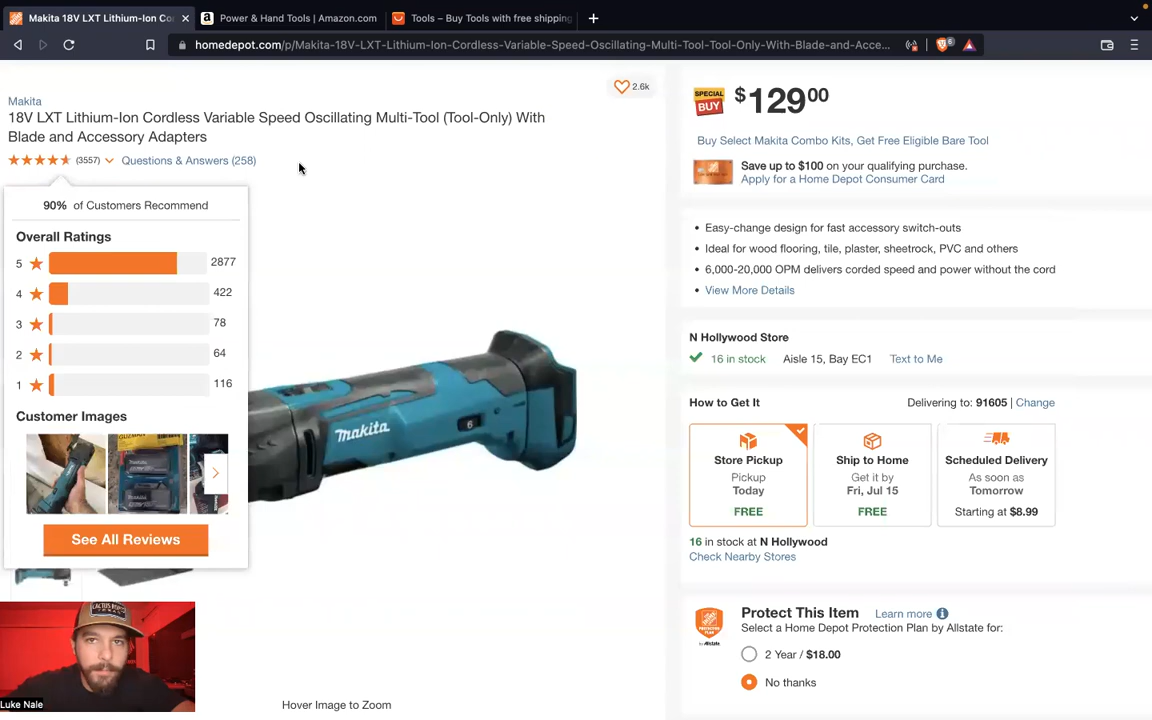 Makita 18V LXT Lithium-Ion Co
Power & Hand Tools | Amazon.com
Tools – Buy Tools with free shipping
homedepot.com/p/Makita-18V-LXT-Lithium-Ion-Cordless-Variable-Speed-Oscillating-Multi-Tool-Tool-Only-With-Blade-and-Acce...
6
Makita
18V LXT Lithium-Ion Cordless Variable Speed Oscillating Multi-Tool (Tool-Only) With
Blade and Accessory Adapters
(3557)
Questions & Answers (258)
2.6k
90% of Customers Recommend
Overall Ratings
5 2877
4 422
3 78
2 64
1 116
Customer Images
See All Reviews
makita
6
CACTUS ROPES
Luke Nale
Hover Image to Zoom
SPECIAL
BUY
$129 00
Buy Select Makita Combo Kits, Get Free Eligible Bare Tool
Save up to $100 on your qualifying purchase.
Apply for a Home Depot Consumer Card
• Easy-change design for fast accessory switch-outs
• Ideal for wood flooring, tile, plaster, sheetrock, PVC and others
• 6,000-20,000 OPM delivers corded speed and power without the cord
• View More Details
N Hollywood Store
16 in stock
Aisle 15, Bay EC1
Text to Me
How to Get It
Delivering to: 91605 | Change
Store Pickup
Pickup
Today
FREE
Ship to Home
Get it by
Fri, Jul 15
FREE
Scheduled Delivery
As soon as
Tomorrow
Starting at $8.99
16 in stock at N Hollywood
Check Nearby Stores
Protect This Item
Learn more
Select a Home Depot Protection Plan by Allstate for:
2 Year / $18.00
No thanks